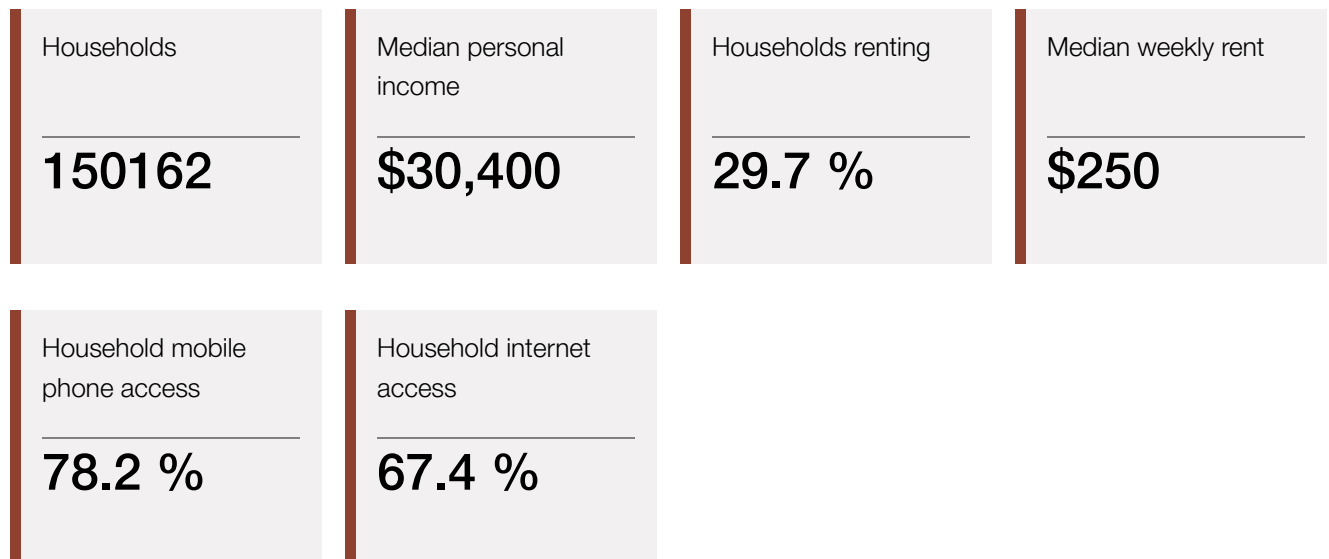 Households
150162
Median personal
income
$30,400
Households renting
29.7 %
Median weekly rent
$250
Household mobile
phone access
78.2 %
Household internet
access
67.4 %